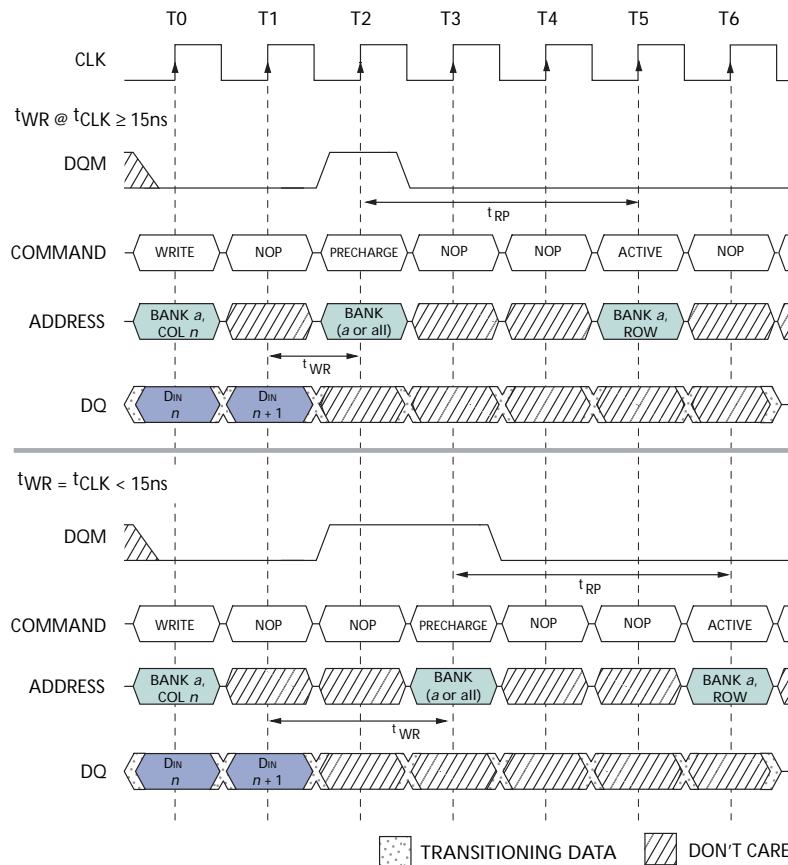 T0 T1 T2 T3 T4 T5 T6
CLK
tWR @ tCLK ≥ 15ns
DQM
tRP
COMMAND WRITE NOP PRECHARGE NOP NOP ACTIVE NOP
ADDRESS BANK a, COL n BANK (a or all) BANK a, ROW
tWR
DQ DIN n DIN n + 1
tWR = tCLK < 15ns
DQM
tRP
COMMAND WRITE NOP NOP PRECHARGE NOP NOP ACTIVE
ADDRESS BANK a, COL n BANK (a or all) BANK a, ROW
tWR
DQ DIN n DIN n + 1
TRANSITIONING DATA DON'T CARE